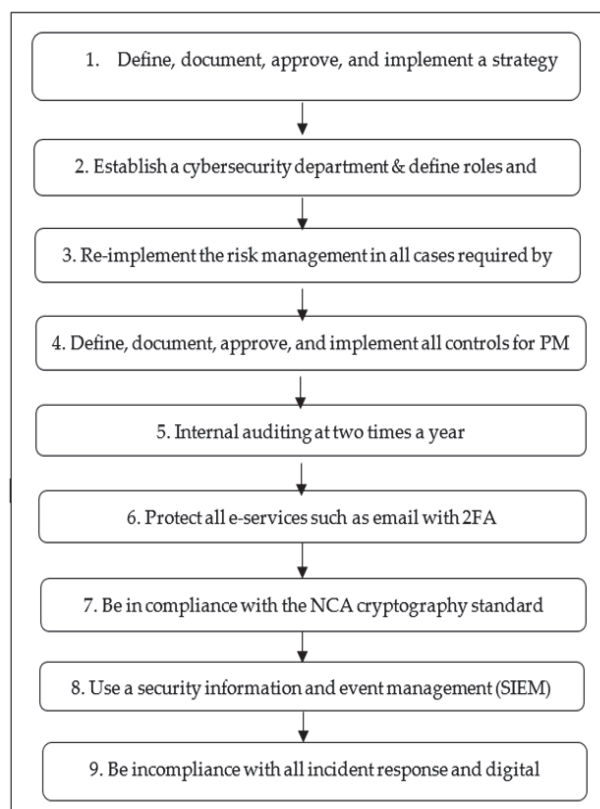 1. Define, document, approve, and implement a strategy
2. Establish a cybersecurity department & define roles and
3. Re-implement the risk management in all cases required by
4. Define, document, approve, and implement all controls for PM
5. Internal auditing at two times a year
6. Protect all e-services such as email with 2FA
7. Be in compliance with the NCA cryptography standard
8. Use a security information and event management (SIEM)
9. Be incompliance with all incident response and digital